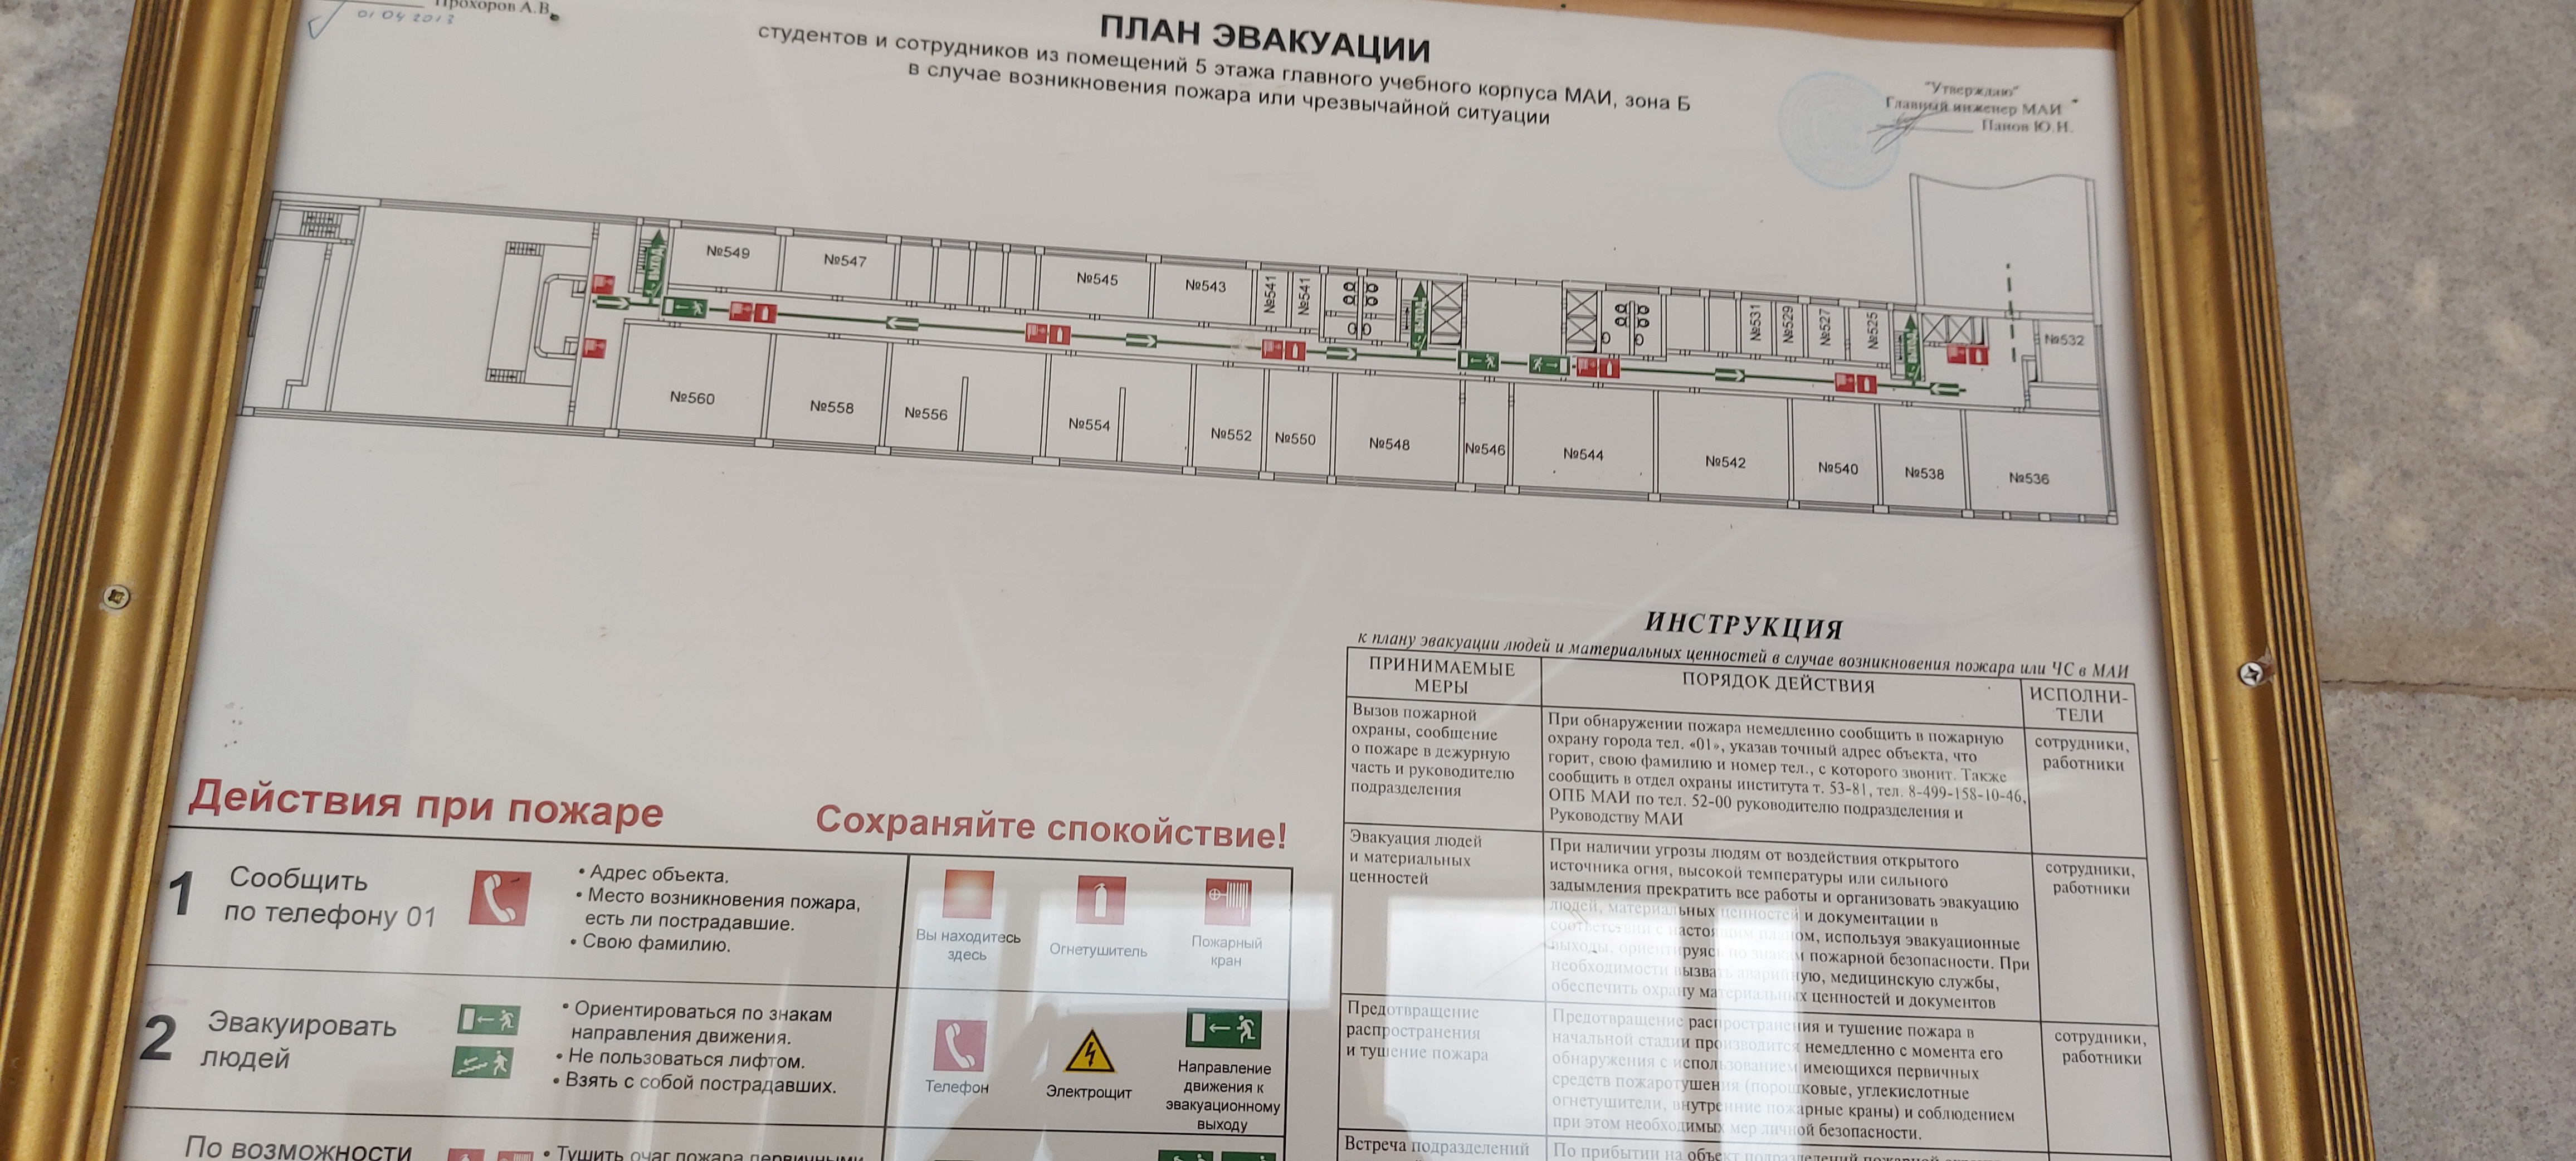 Прохоров А.В.
01 04 2013
ПЛАН ЭВАКУАЦИИ
студентов и сотрудников из помещений 5 этажа главного учебного корпуса МАИ, зона Б
в случае возникновения пожара или чрезвычайной ситуации
"Утверждаю"
Главный инженер МАИ
Панов Ю.Н.
№549
№547
№545
№543
№541
№541
№531
№529
№527
№525
№532
ВЫХОД
ВЫХОД
ВЫХОД
№560
№558
№556
№554
№552
№550
№548
№546
№544
№542
№540
№538
№536
Действия при пожаре
Сохраняйте спокойствие!
1
Сообщить
по телефону 01
• Адрес объекта.
• Место возникновения пожара,
есть ли пострадавшие.
• Свою фамилию.
2
Эвакуировать
людей
• Ориентироваться по знакам
направления движения.
• Не пользоваться лифтом.
• Взять с собой пострадавших.
По возможности
• Тушить очаг пожара первичными
Вы находитесь
здесь
Огнетушитель
Пожарный
кран
Телефон
Электрощит
Направление
движения к
эвакуационному
выходу
ИНСТРУКЦИЯ
к плану эвакуации людей и материальных ценностей в случае возникновения пожара или ЧС в МАИ
ПРИНИМАЕМЫЕ
МЕРЫ
ПОРЯДОК ДЕЙСТВИЯ
ИСПОЛНИ-
ТЕЛИ
Вызов пожарной
охраны, сообщение
о пожаре в дежурную
часть и руководителю
подразделения
При обнаружении пожара немедленно сообщить в пожарную
охрану города тел. «01», указав точный адрес объекта, что
горит, свою фамилию и номер тел., с которого звонит. Также
сообщить в отдел охраны института т. 53-81, тел. 8-499-158-10-46,
ОПБ МАИ по тел. 52-00 руководителю подразделения и
Руководству МАИ
сотрудники,
работники
Эвакуация людей
и материальных
ценностей
При наличии угрозы людям от воздействия открытого
источника огня, высокой температуры или сильного
задымления прекратить все работы и организовать эвакуацию
людей, материальных ценностей и документации в
соответствии с настоящим планом, используя эвакуационные
выходы, ориентируясь по знакам пожарной безопасности. При
необходимости вызвать аварийную, медицинскую службы,
обеспечить охрану материальных ценностей и документов
сотрудники,
работники
Предотвращение
распространения
и тушение пожара
Предотвращение распространения и тушение пожара в
начальной стадии производится немедленно с момента его
обнаружения с использованием имеющихся первичных
средств пожаротушения (порошковые, углекислотные
огнетушители, внутренние пожарные краны) и соблюдением
при этом необходимых мер личной безопасности.
сотрудники,
работники
Встреча подразделений
По прибытии на объект подразделений пожарной